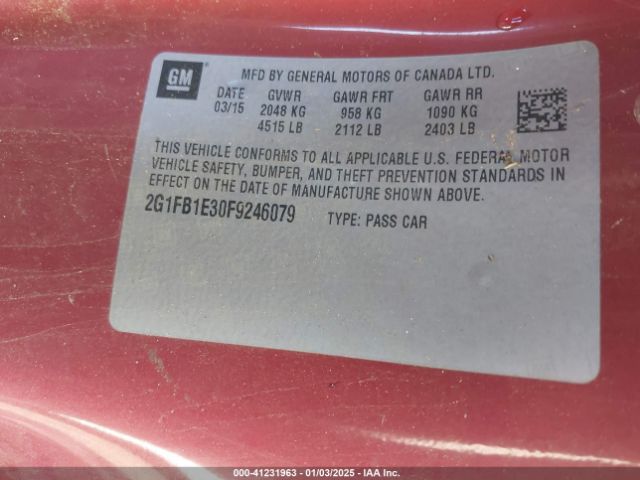 GM
MFD BY GENERAL MOTORS OF CANADA LTD.
DATE GVWR GAWR FRT GAWR RR
03/15 2048 KG 958 KG 1090 KG
4515 LB 2112 LB 2403 LB
THIS VEHICLE CONFORMS TO ALL APPLICABLE U.S. FEDERAL MOTOR
VEHICLE SAFETY, BUMPER, AND THEFT PREVENTION STANDARDS IN
EFFECT ON THE DATE OF MANUFACTURE SHOWN ABOVE.
2G1FB1E30F9246079 TYPE: PASS CAR
000-41231963 - 01/03/2025 - IAA Inc.